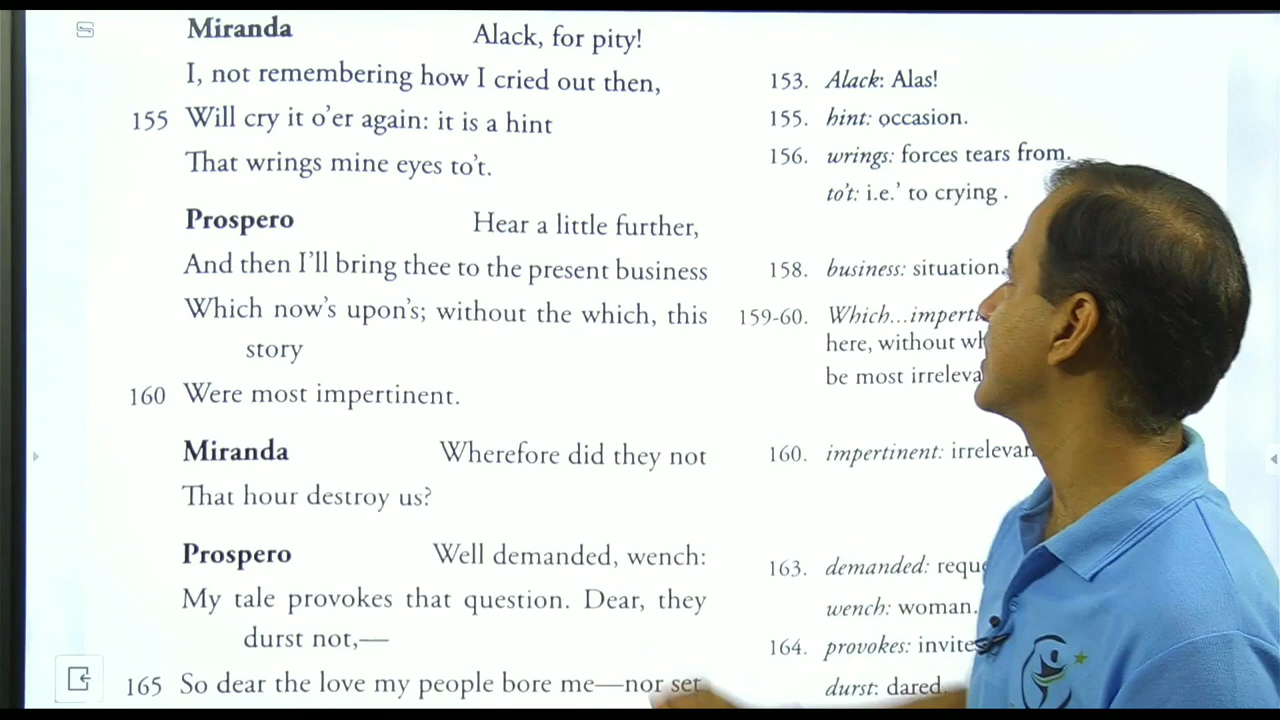 Miranda Alack, for pity!
I, not remembering how I cried out then,
155 Will cry it o'er again: it is a hint
That wrings mine eyes to't.
Prospero Hear a little further,
And then I'll bring thee to the present business
Which now's upon's; without the which, this
story
160 Were most impertinent.
Miranda Wherefore did they not
That hour destroy us?
Prospero Well demanded, wench:
My tale provokes that question. Dear, they
durst not,—
165 So dear the love my people bore me—nor set
153. Alack: Alas!
155. hint: occasion.
156. wrings: forces tears from.
to't: i.e.' to crying .
158. business: situation.
159-60. Which...imperti
here, without wh
be most irreleva
160. impertinent: irrelevan
163. demanded: reque
wench: woman.
164. provokes: invites
durst: dared.